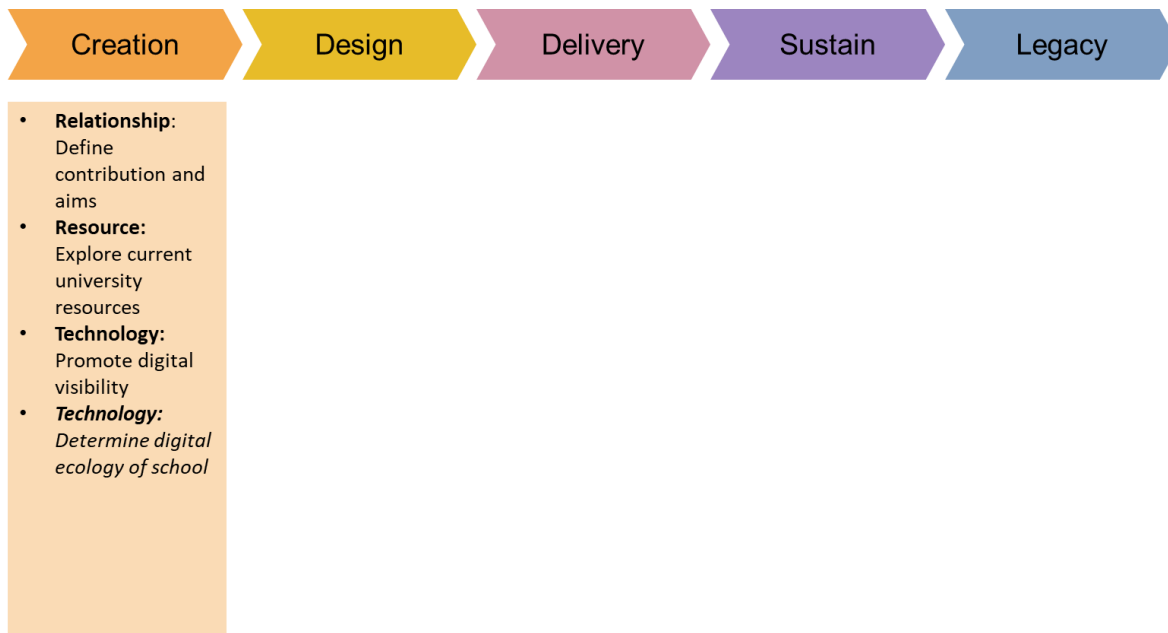 Creation
Design
Delivery
Sustain
Legacy
• Relationship:
Define
contribution and
aims
• Resource:
Explore current
university
resources
• Technology:
Promote digital
visibility
• Technology:
Determine digital
ecology of school